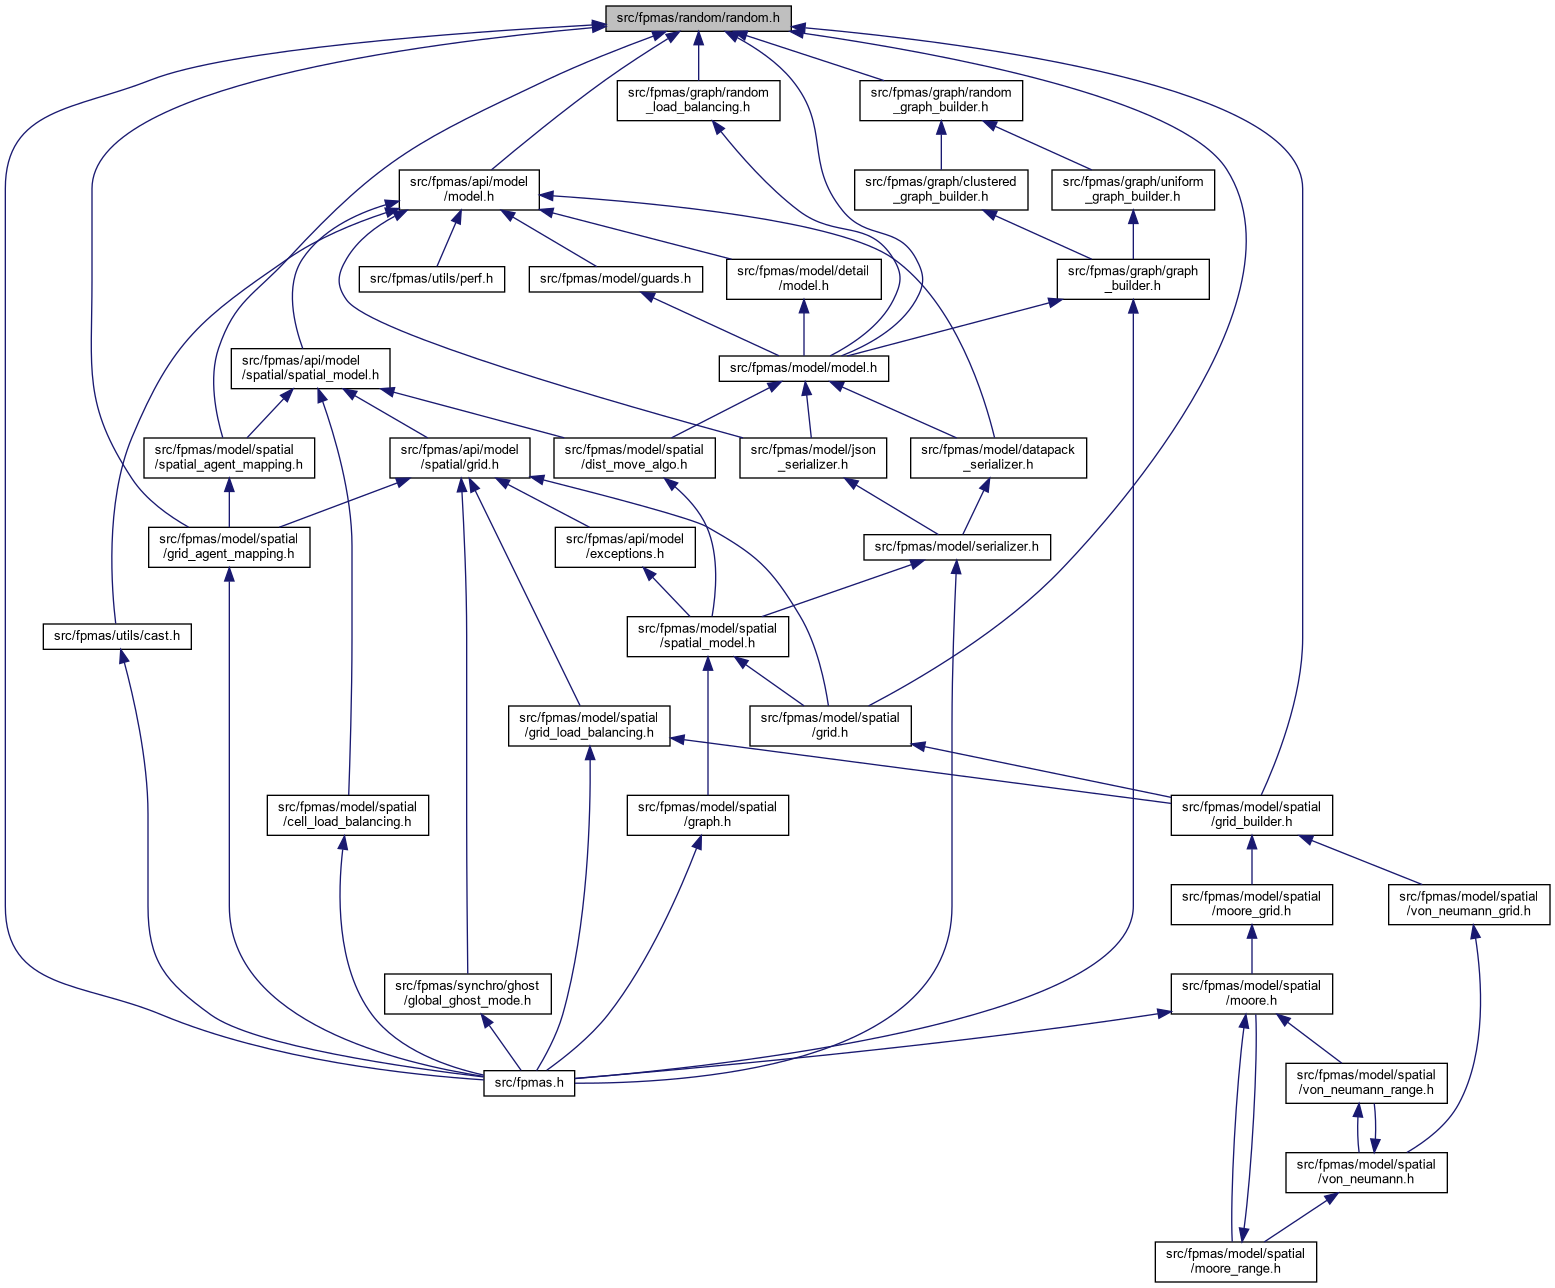 src/fpmas/random/random.h
src/fpmas/graph/random
_load_balancing.h
src/fpmas/graph/random
_graph_builder.h
src/fpmas/api/model
/model.h
src/fpmas/graph/clustered
_graph_builder.h
src/fpmas/graph/uniform
_graph_builder.h
src/fpmas/utils/perf.h
src/fpmas/model/guards.h
src/fpmas/model/detail
/model.h
src/fpmas/graph/graph
_builder.h
src/fpmas/api/model
/spatial/spatial_model.h
src/fpmas/model/model.h
src/fpmas/model/spatial
/spatial_agent_mapping.h
src/fpmas/api/model
/spatial/grid.h
src/fpmas/model/spatial
/dist_move_algo.h
src/fpmas/model/json
_serializer.h
src/fpmas/model/datapack
_serializer.h
src/fpmas/model/spatial
/grid_agent_mapping.h
src/fpmas/api/model
/exceptions.h
src/fpmas/model/serializer.h
src/fpmas/utils/cast.h
src/fpmas/model/spatial
/spatial_model.h
src/fpmas/model/spatial
/grid_load_balancing.h
src/fpmas/model/spatial
/grid.h
src/fpmas/model/spatial
/cell_load_balancing.h
src/fpmas/model/spatial
/graph.h
src/fpmas/model/spatial
/grid_builder.h
src/fpmas/model/spatial
/moore_grid.h
src/fpmas/model/spatial
/von_neumann_grid.h
src/fpmas/synchro/ghost
/global_ghost_mode.h
src/fpmas/model/spatial
/moore.h
src/fpmas.h
src/fpmas/model/spatial
/von_neumann_range.h
src/fpmas/model/spatial
/von_neumann.h
src/fpmas/model/spatial
/moore_range.h